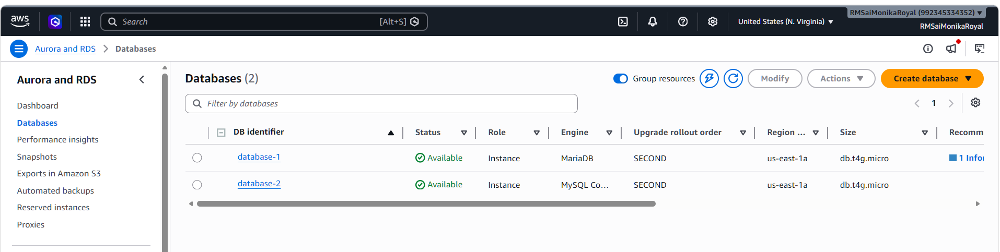 aws
Search [Alt+S]
United States (N. Virginia)
RMSaiMonikaRoyal (992345334352)
RMSaiMonikaRoyal
Aurora and RDS > Databases
Aurora and RDS
Dashboard
Databases
Performance insights
Snapshots
Exports in Amazon S3
Automated backups
Reserved instances
Proxies
Databases (2)
Group resources
Modify
Actions
Create database
Filter by databases
1
DB identifier Status Role Engine Upgrade rollout order Region ... Size Recomm
database-1 Available Instance MariaDB SECOND us-east-1a db.t4g.micro 1 Infor
database-2 Available Instance MySQL Co... SECOND us-east-1a db.t4g.micro